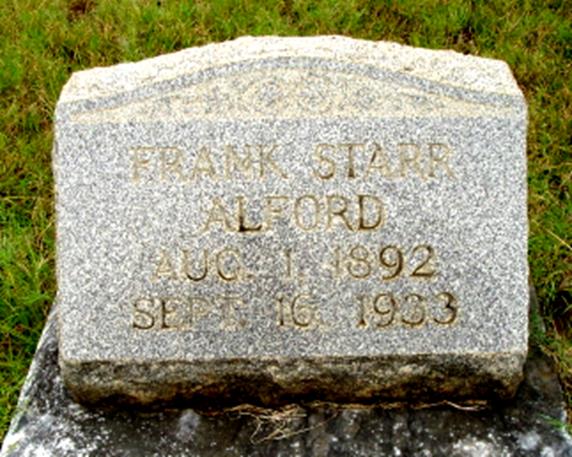 FRANK STARR
ALFORD
AUG. 1, 1892
SEPT. 16, 1933